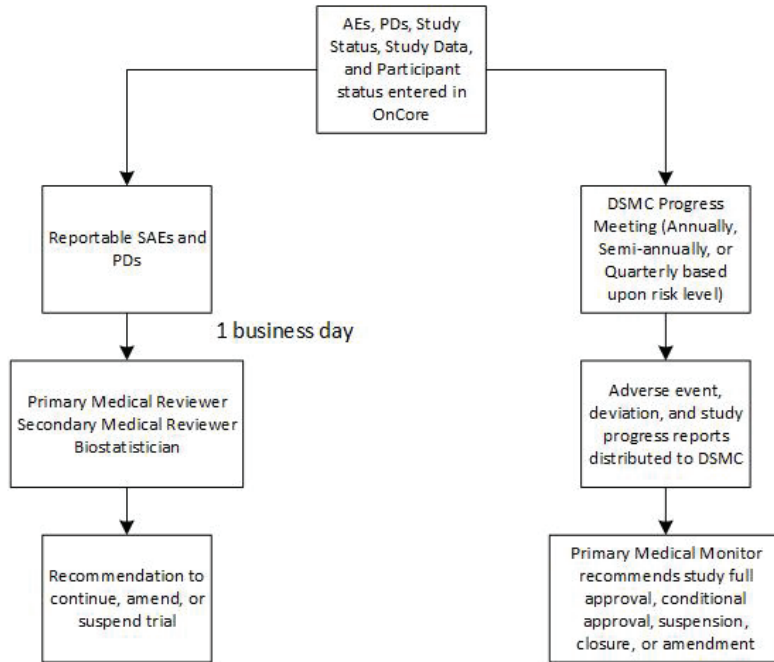 AEs, PDs, Study
Status, Study Data,
and Participant
status entered in
OnCore
Reportable SAEs and
PDs
1 business day
Primary Medical Reviewer
Secondary Medical Reviewer
Biostatistician
Recommendation to
continue, amend, or
suspend trial
DSMC Progress
Meeting (Annually,
Semi-annually, or
Quarterly based
upon risk level)
Adverse event,
deviation, and study
progress reports
distributed to DSMC
Primary Medical Monitor
recommends study full
approval, conditional
approval, suspension,
closure, or amendment